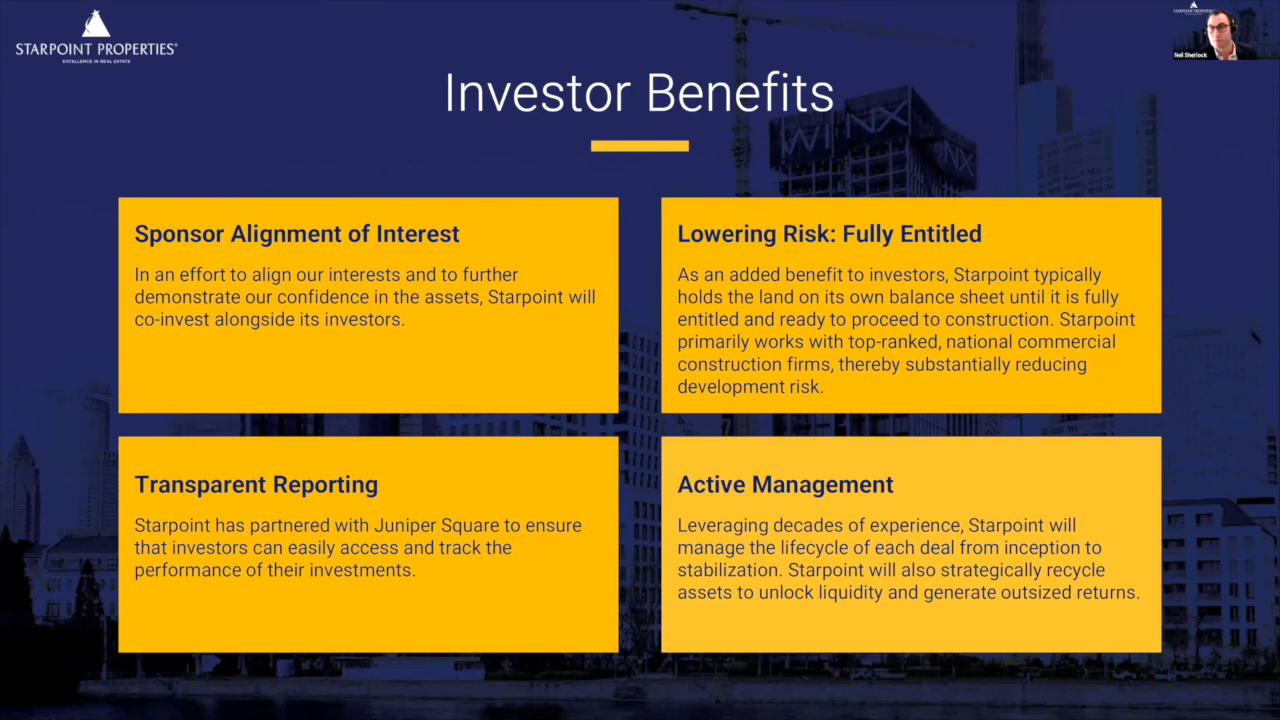 STARPOINT PROPERTIES®
EXCELLENCE IN REAL ESTATE
STARPOINT PROPERTIES
Neil Sherlock
Investor Benefits
WINX
NX
Sponsor Alignment of Interest
In an effort to align our interests and to further
demonstrate our confidence in the assets, Starpoint will
co-invest alongside its investors.
Lowering Risk: Fully Entitled
As an added benefit to investors, Starpoint typically
holds the land on its own balance sheet until it is fully
entitled and ready to proceed to construction. Starpoint
primarily works with top-ranked, national commercial
construction firms, thereby substantially reducing
development risk.
Transparent Reporting
Starpoint has partnered with Juniper Square to ensure
that investors can easily access and track the
performance of their investments.
Active Management
Leveraging decades of experience, Starpoint will
manage the lifecycle of each deal from inception to
stabilization. Starpoint will also strategically recycle
assets to unlock liquidity and generate outsized returns.